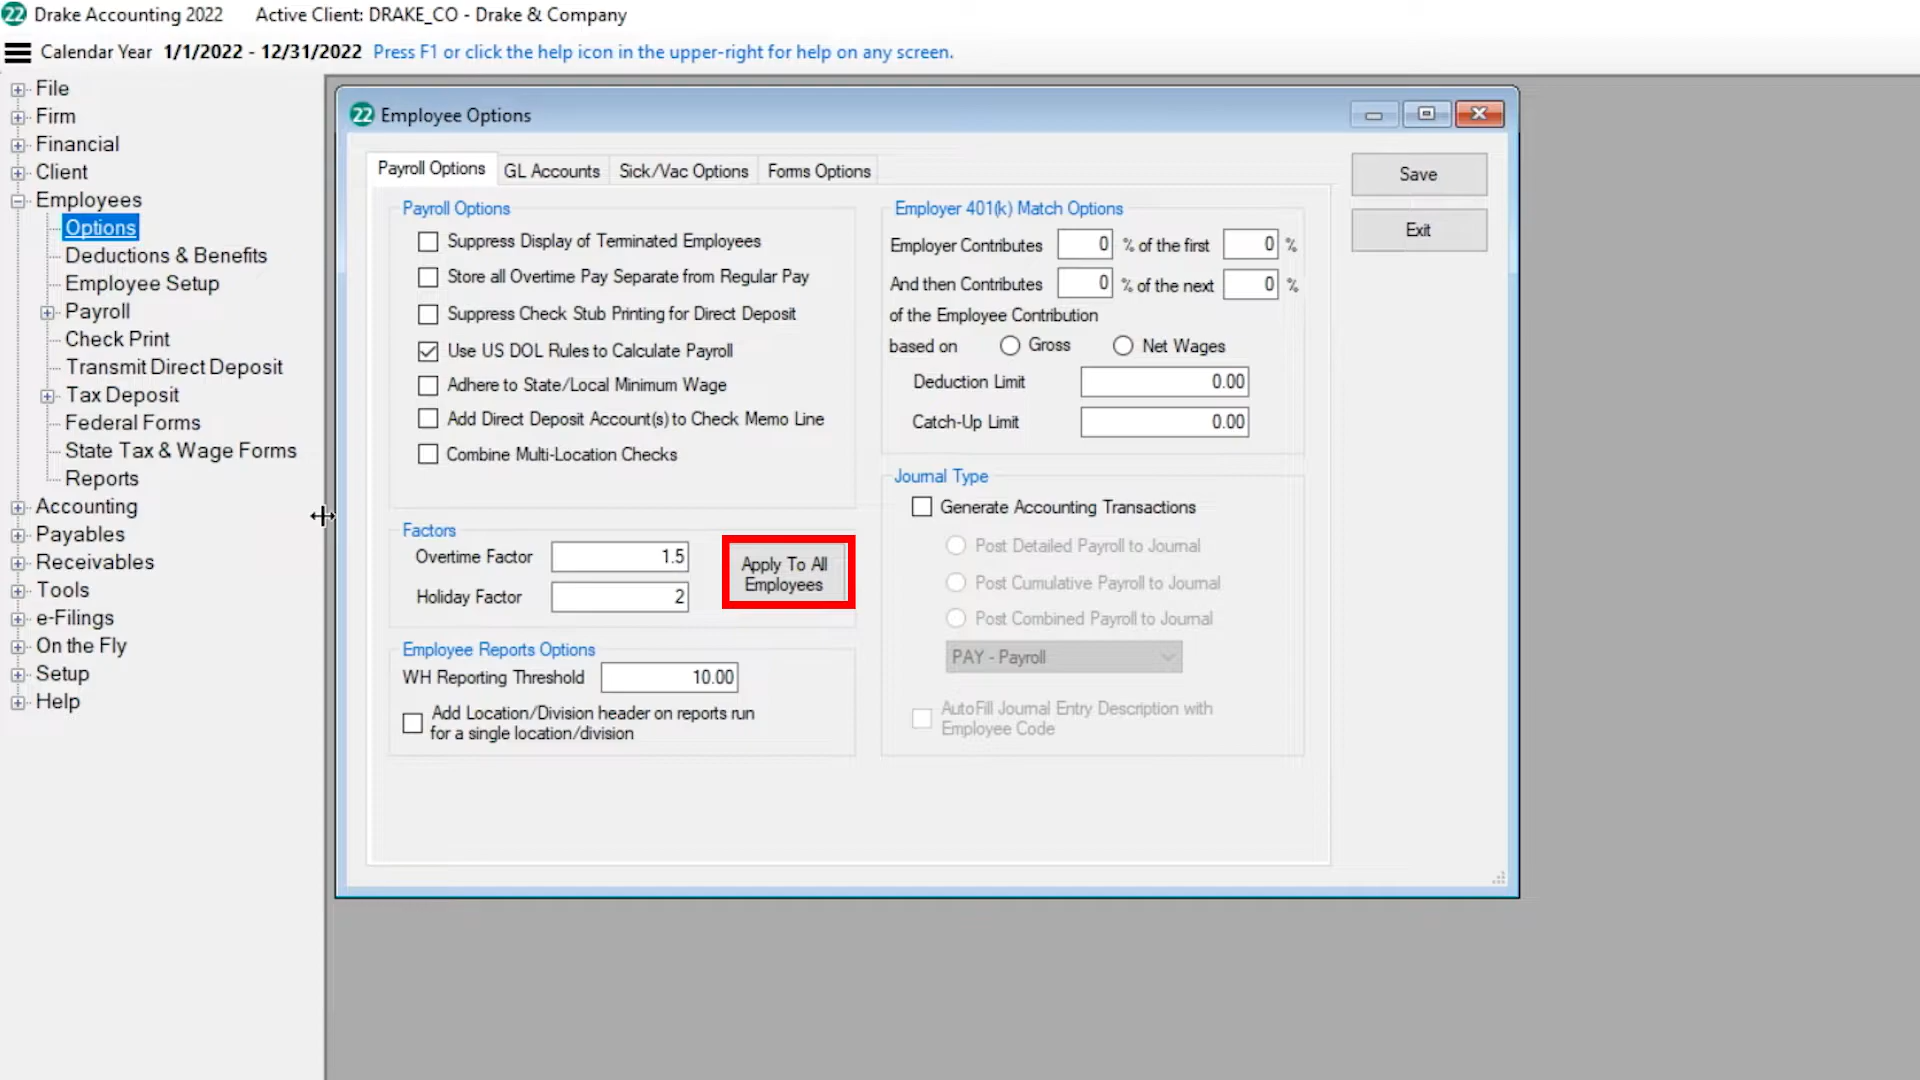 22 Drake Accounting 2022 Active Client: DRAKE_CO - Drake & Company
Calendar Year 1/1/2022 - 12/31/2022 Press F1 or click the help icon in the upper-right for help on any screen.
File
Firm
Financial
Client
Employees
Options
Deductions & Benefits
Employee Setup
Payroll
Check Print
Transmit Direct Deposit
Tax Deposit
Federal Forms
State Tax & Wage Forms
Reports
Accounting
Payables
Receivables
Tools
e-Filings
On the Fly
Setup
Help
22 Employee Options
Payroll Options GL Accounts Sick/Vac Options Forms Options
Payroll Options
Suppress Display of Terminated Employees
Store all Overtime Pay Separate from Regular Pay
Suppress Check Stub Printing for Direct Deposit
Use US DOL Rules to Calculate Payroll
Adhere to State/Local Minimum Wage
Add Direct Deposit Account(s) to Check Memo Line
Combine Multi-Location Checks
Factors
Overtime Factor 1.5
Holiday Factor 2
Apply To All
Employees
Employee Reports Options
WH Reporting Threshold 10.00
Add Location/Division header on reports run
for a single location/division
Employer 401(k) Match Options
Employer Contributes 0 % of the first 0 %
And then Contributes 0 % of the next 0 %
of the Employee Contribution
based on Gross Net Wages
Deduction Limit 0.00
Catch-Up Limit 0.00
Journal Type
Generate Accounting Transactions
Post Detailed Payroll to Journal
Post Cumulative Payroll to Journal
Post Combined Payroll to Journal
PAY - Payroll
AutoFill Journal Entry Description with
Employee Code
Save
Exit